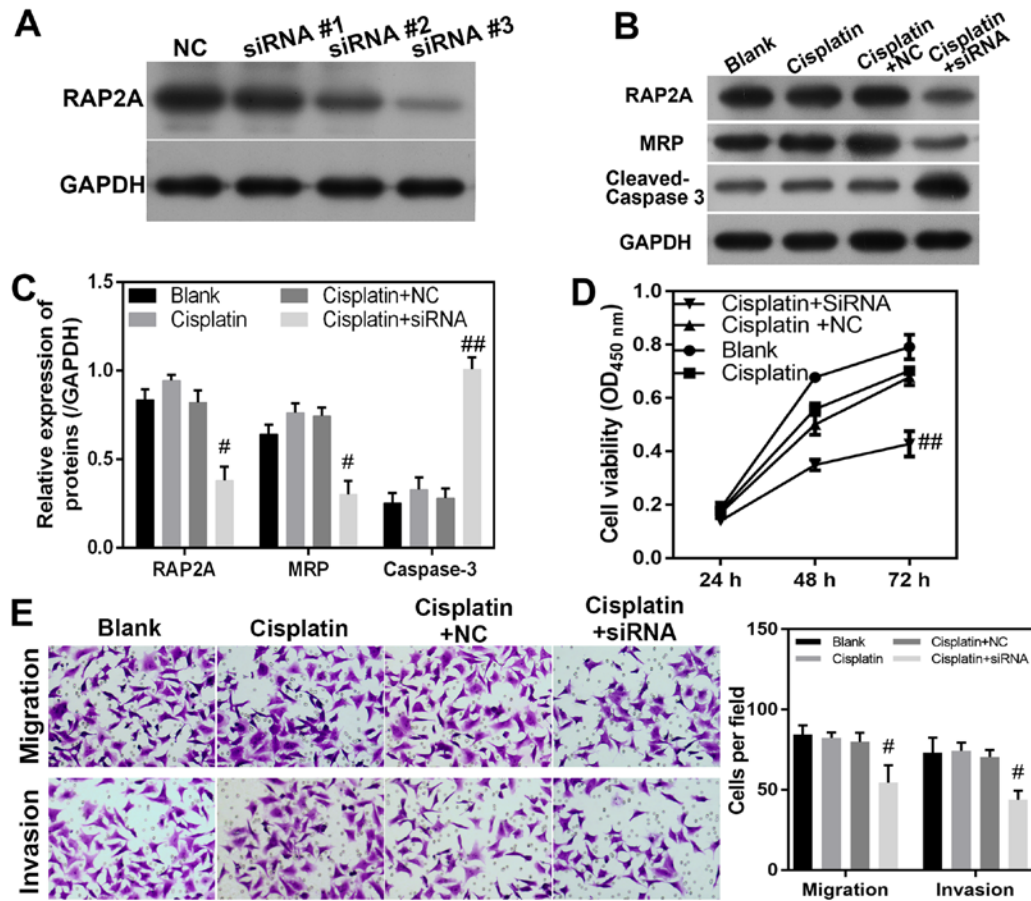 A
NC siRNA #1 siRNA #2 siRNA #3
RAP2A
GAPDH
B
Blank Cisplatin Cisplatin +NC Cisplatin +siRNA
RAP2A
MRP
Cleaved-
Caspase 3
GAPDH
C
Relative expression of
proteins (/GAPDH)
1.5
1.0
0.5
0.0
Blank Cisplatin+NC
Cisplatin Cisplatin+siRNA
# # ##
RAP2A MRP Caspase-3
D
Cell viability (OD450 nm)
1.0
0.8
0.6
0.4
0.2
0.0
Cisplatin+SiRNA
Cisplatin +NC
Blank
Cisplatin
##
24 h 48 h 72 h
E
Blank Cisplatin Cisplatin +NC Cisplatin +siRNA
Migration
Invasion
Cells per field
150
100
50
0
Blank Cisplatin+NC
Cisplatin Cisplatin+siRNA
# #
Migration Invasion